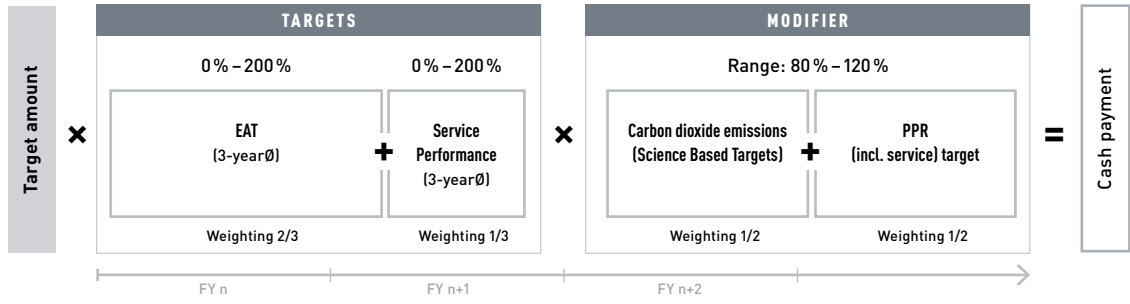 Target amount
×
TARGETS
0 % – 200 %
0 % – 200 %
EAT
(3-yearØ)
+
Service
Performance
(3-yearØ)
Weighting 2/3
Weighting 1/3
×
MODIFIER
Range: 80 % – 120 %
Carbon dioxide emissions
(Science Based Targets)
+
PPR
(incl. service) target
Weighting 1/2
Weighting 1/2
=
Cash payment
FY n
FY n+1
FY n+2